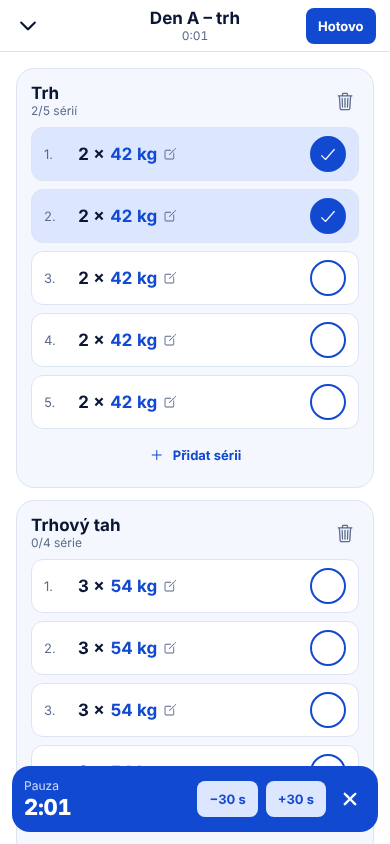 Den A – trh
0:01
Hotovo
Trh
2/5 sérií
1. 2 × 42 kg
2. 2 × 42 kg
3. 2 × 42 kg
4. 2 × 42 kg
5. 2 × 42 kg
+ Přidat sérii
Trhový tah
0/4 série
1. 3 × 54 kg
2. 3 × 54 kg
3. 3 × 54 kg
Pauza
2:01
−30 s
+30 s